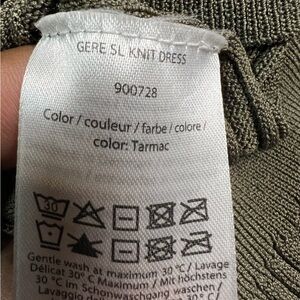 GERE SL KNIT DRESS
900728
Color / couleur / farbe / colore /
color: Tarmac
30
Gentle wash at maximum 30 °C / Lavage
Délicat 30° C Maximum / Mit höchstens
30 °C im Schonwaschgang waschen /
Lavaggio